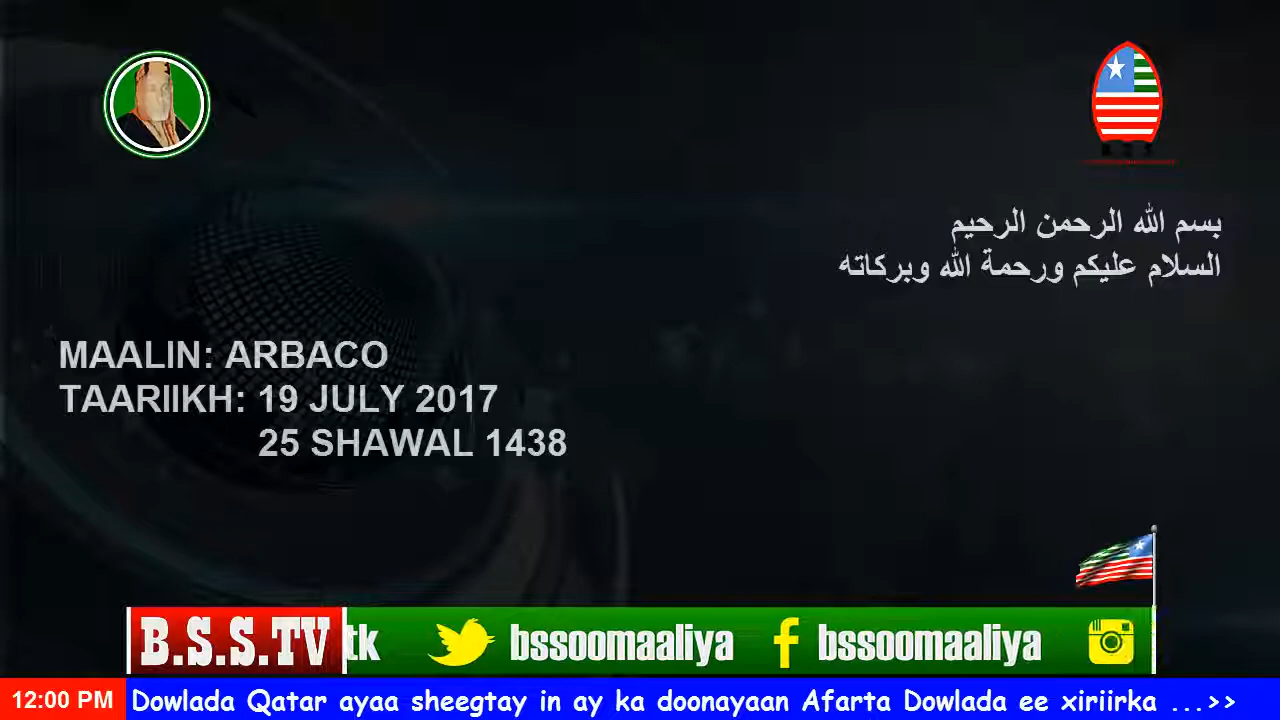 بسم الله الرحمن الرحيم
السلام عليكم ورحمة الله وبركاته
MAALIN: ARBACO
TAARIIKH: 19 JULY 2017
25 SHAWAL 1438
B.S.S.TV tk bssoomaaliya bssoomaaliya
12:00 PM Dowlada Qatar ayaa sheegtay in ay ka doonayaan Afarta Dowlada ee xiriirka ...>>